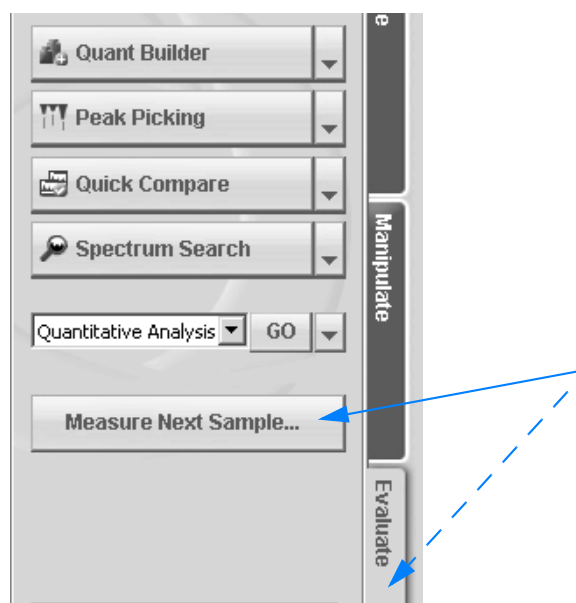 Quant Builder
Peak Picking
Quick Compare
Spectrum Search
Quantitative Analysis
GO
Measure Next Sample...
Manipulate
Evaluate